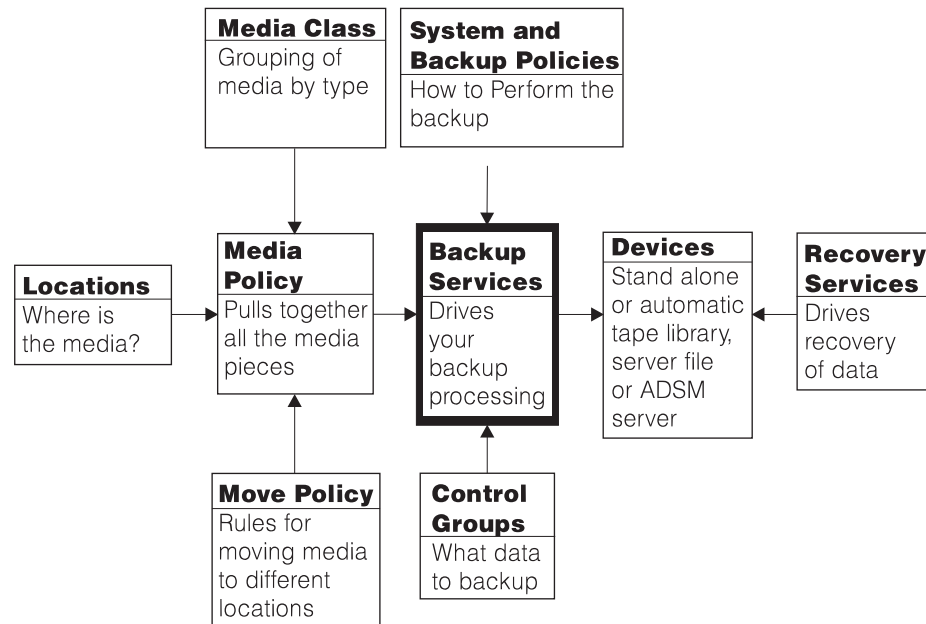 Media Class
Grouping of
media by type
System and
Backup Policies
How to Perform the
backup
Locations
Where is
the media?
Media
Policy
Pulls together
all the media
pieces
Backup
Services
Drives
your
backup
processing
Devices
Stand alone
or automatic
tape library,
server file
or ADSM
server
Recovery
Services
Drives
recovery
of data
Move Policy
Rules for
moving media
to different
locations
Control
Groups
What data
to backup